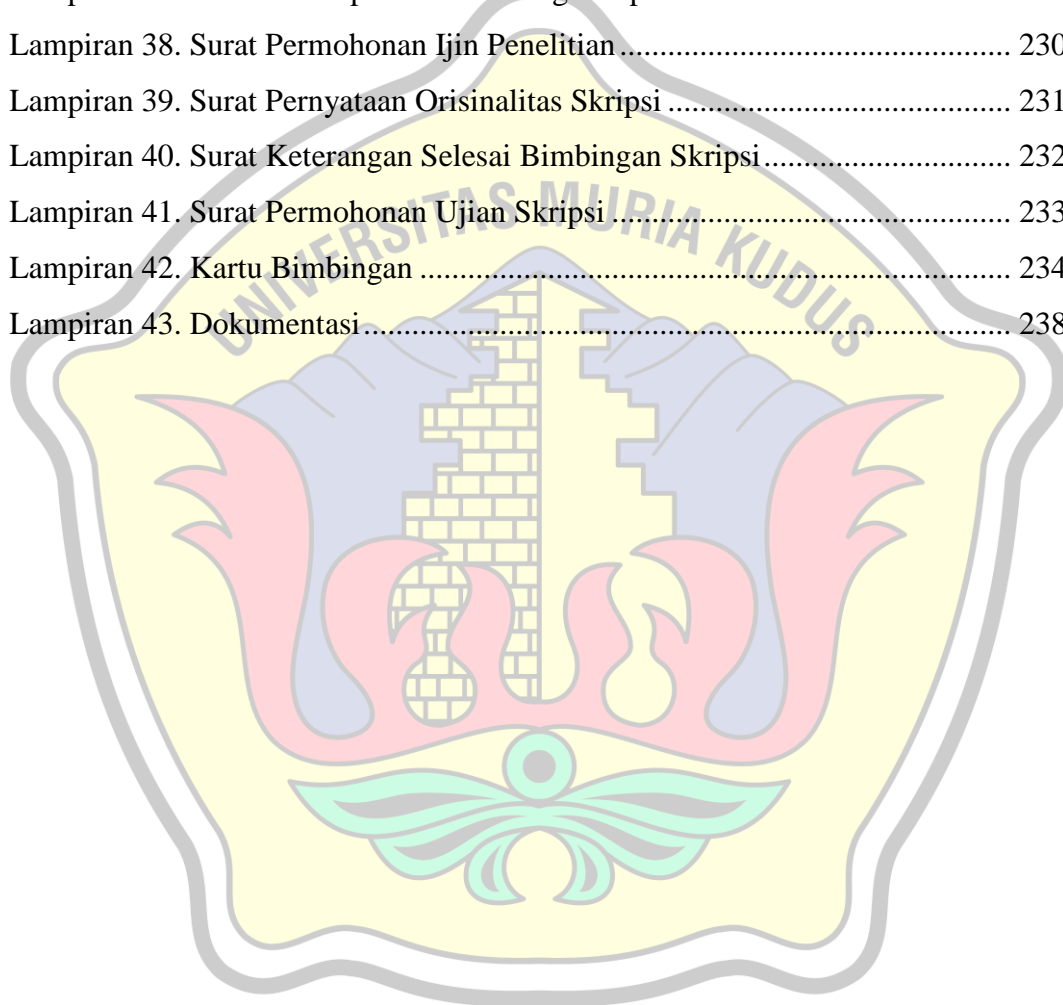 Lampiran 38. Surat Permohonan Ijin Penelitian ........................................... 230
Lampiran 39. Surat Pernyataan Orisinalitas Skripsi ...................................... 231
Lampiran 40. Surat Keterangan Selesai Bimbingan Skripsi .............................. 232
Lampiran 41. Surat Permohonan Ujian Skripsi ............................................ 233
Lampiran 42. Kartu Bimbingan .................................................................... 234
Lampiran 43. Dokumentasi ........................................................................... 238
UNIVERSITAS MURIA KUDUS